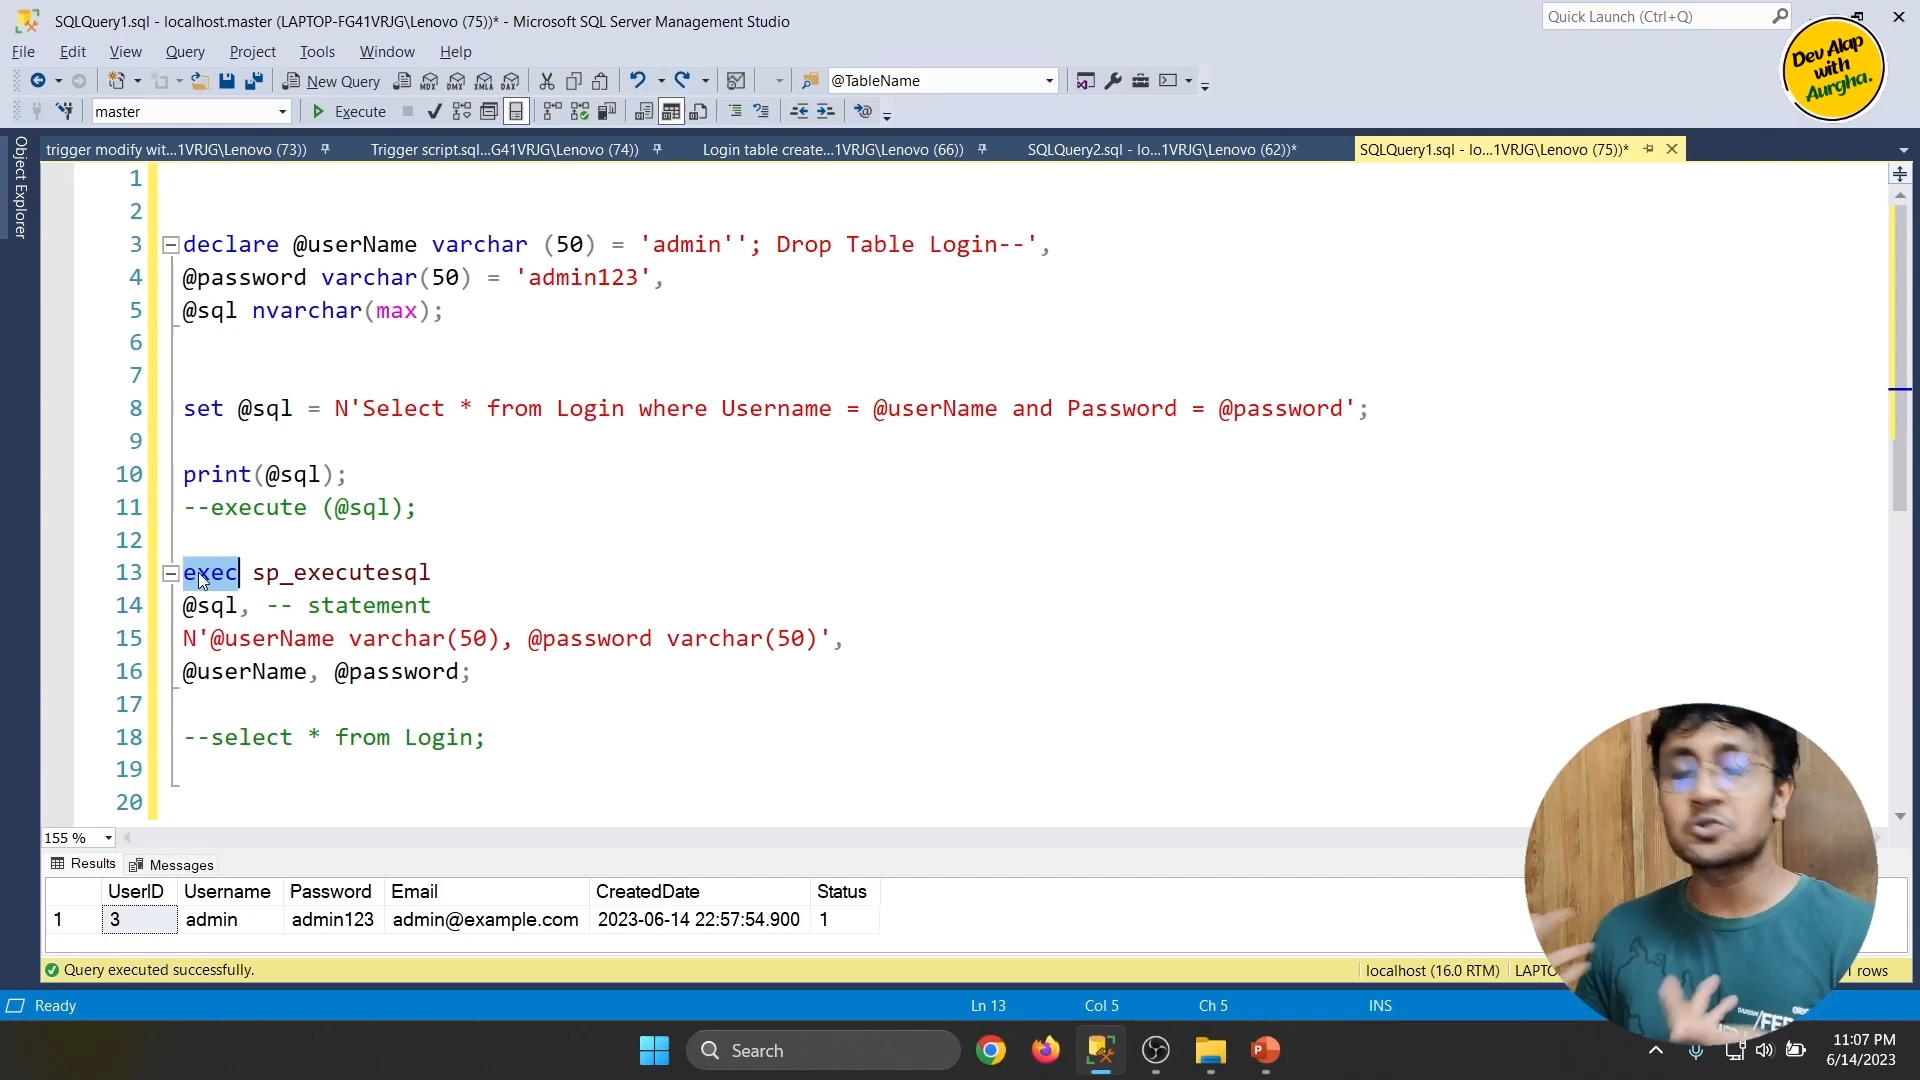 SQLQuery1.sql - localhost.master (LAPTOP-FG41VRJG\Lenovo (75))* - Microsoft SQL Server Management Studio
Quick Launch (Ctrl+Q)
File Edit View Query Project Tools Window Help
New Query
MDX DMX XMLA DAX
@TableName
master
Execute
Dev Alap
with
Aurgha.
trigger modify wit...1VRJG\Lenovo (73))
Trigger script.sql...G41VRJG\Lenovo (74))
Login table create...1VRJG\Lenovo (66))
SQLQuery2.sql - lo...1VRJG\Lenovo (62))*
SQLQuery1.sql - lo...1VRJG\Lenovo (75))*
Object Explorer
1
2
3 declare @userName varchar (50) = 'admin''; Drop Table Login--',
4 @password varchar(50) = 'admin123',
5 @sql nvarchar(max);
6
7
8 set @sql = N'Select * from Login where Username = @userName and Password = @password';
9
10 print(@sql);
11 --execute (@sql);
12
13 exec sp_executesql
14 @sql, -- statement
15 N'@userName varchar(50), @password varchar(50)',
16 @userName, @password;
17
18 --select * from Login;
19
20
155 %
Results Messages
UserID Username Password Email CreatedDate Status
1 3 admin admin123 admin@example.com 2023-06-14 22:57:54.900 1
Query executed successfully.
localhost (16.0 RTM)
rows
Ready
Ln 13
Col 5
Ch 5
INS
Search
11:07 PM
6/14/2023